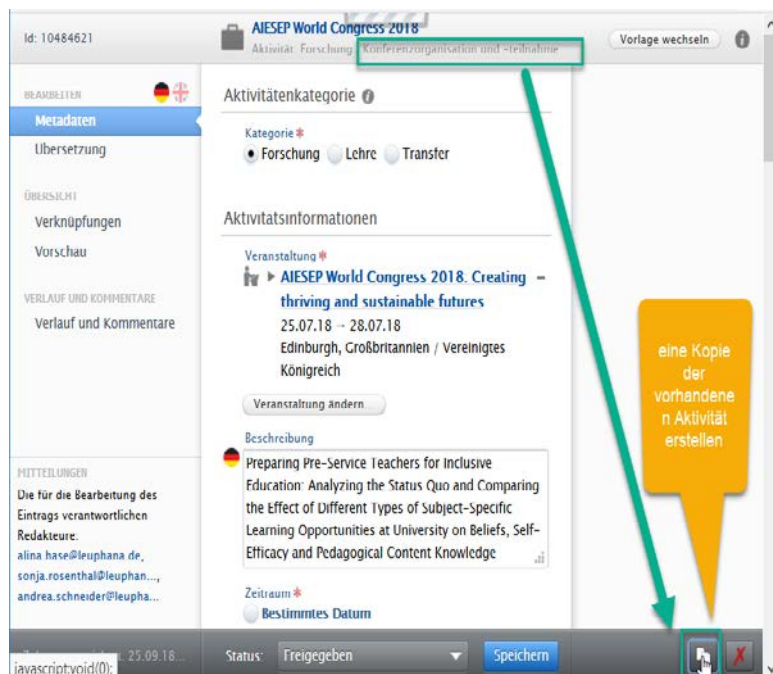 Id: 10484621
AIESEP World Congress 2018
Aktivität: Forschung Konferenzorganisation und -teilnahme
Vorlage wechseln
BEARBEITEN
Metadaten
Übersetzung
ÜBERSICHT
Verknüpfungen
Vorschau
VERLAUF UND KOMMENTARE
Verlauf und Kommentare
MITTEILUNGEN
Die für die Bearbeitung des
Eintrags verantwortlichen
Redakteure.
alina.hase@leuphana.de,
sonja.rosenthal@leuphan...,
andrea.schneider@leupha...
Aktivitätenkategorie
Kategorie *
Forschung Lehre Transfer
Aktivitätsinformationen
Veranstaltung *
AIESEP World Congress 2018. Creating
thriving and sustainable futures
25.07.18 → 28.07.18
Edinburgh, Großbritannien / Vereinigtes
Königreich
Veranstaltung ändern...
Beschreibung
Preparing Pre-Service Teachers for Inclusive
Education: Analyzing the Status Quo and Comparing
the Effect of Different Types of Subject-Specific
Learning Opportunities at University on Beliefs, Self-
Efficacy and Pedagogical Content Knowledge
Zeitraum *
Bestimmtes Datum
eine Kopie
der
vorhandene
n Aktivität
erstellen
25.09.18...
Status: Freigegeben
Speichern
javascript:void(0);